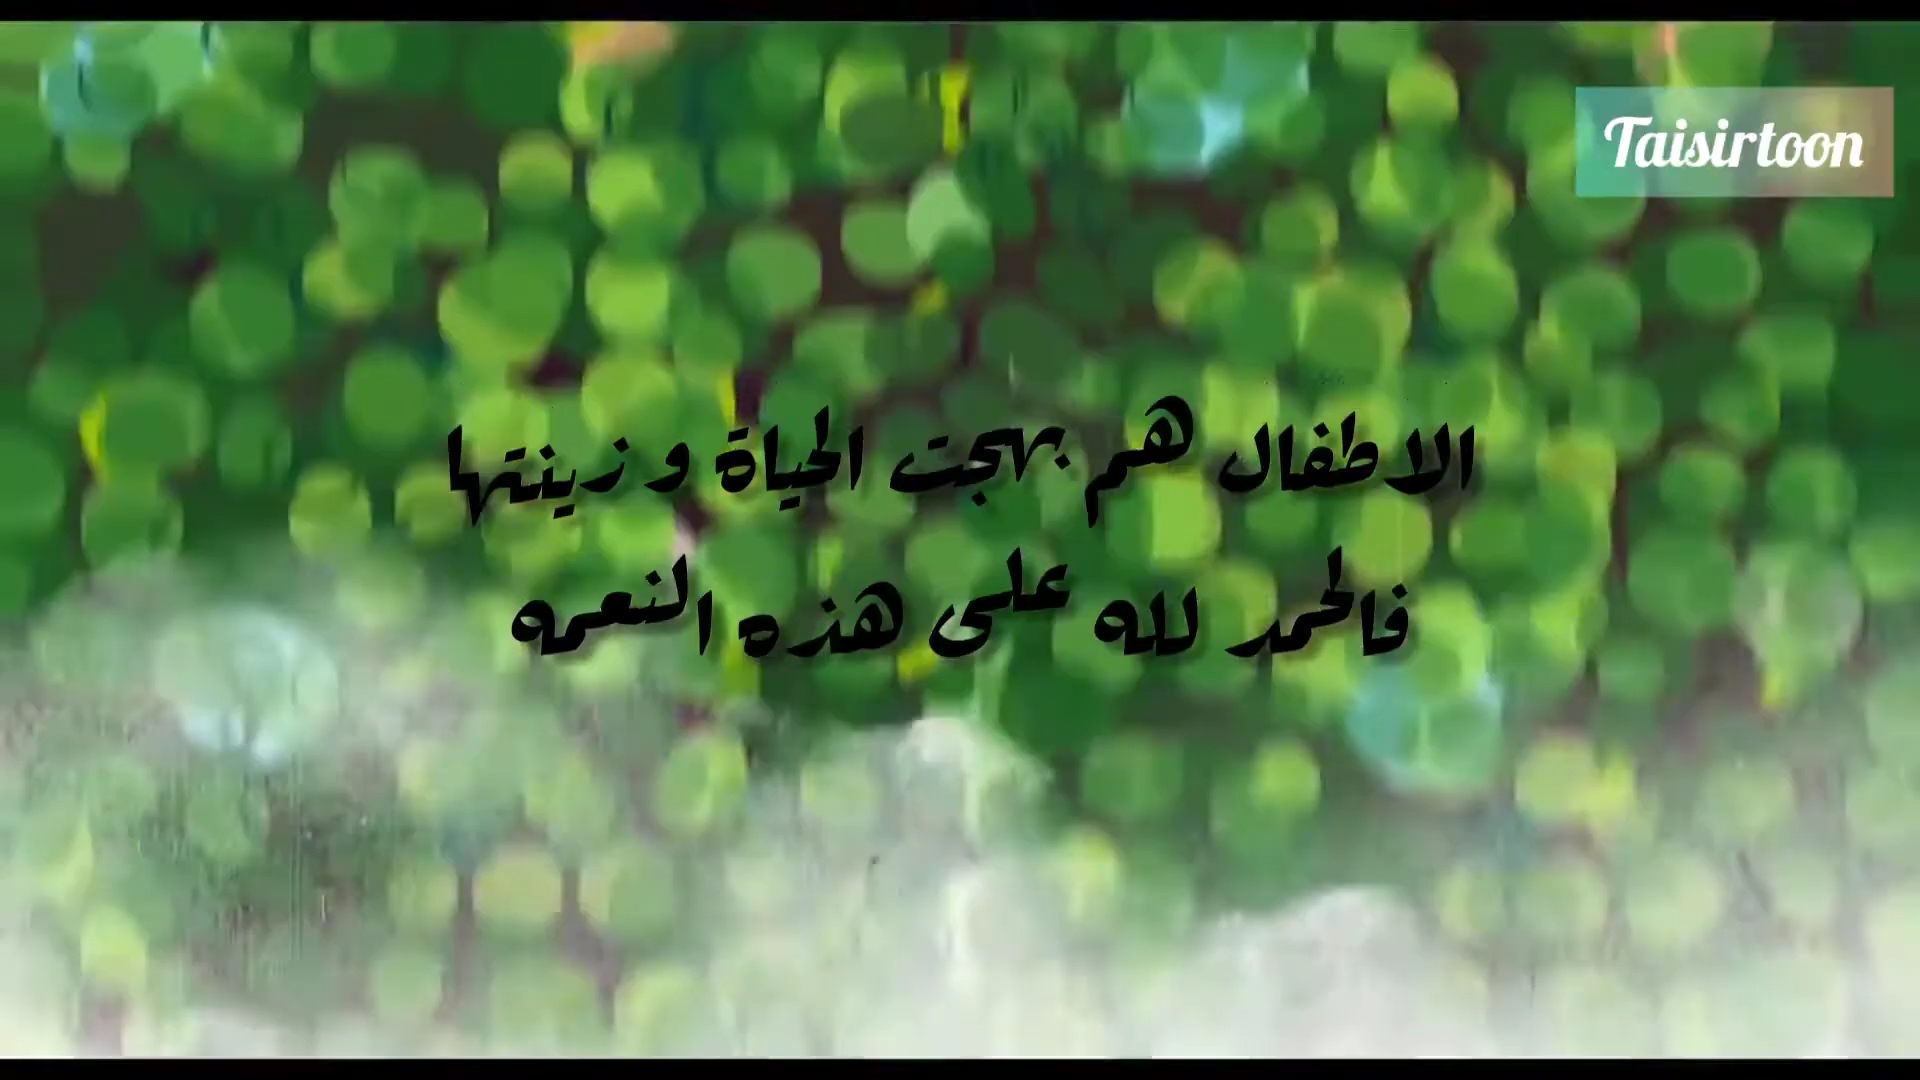 Taisirtoon
الاطفال هم بهجت الحياة و زينتها
فالحمد لله على هذه النعمه